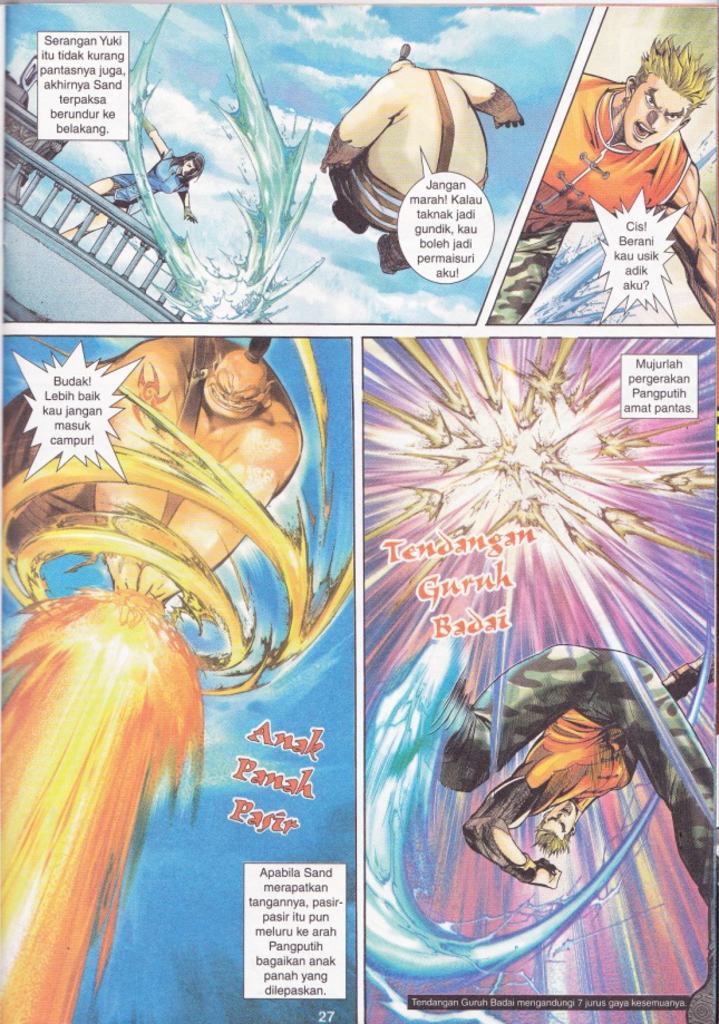 Serangan Yuki
itu tidak kurang
pantasnya juga,
akhirnya Sand
terpaksa
berundur ke
belakang.
Jangan
marah! Kalau
taknak jadi
gundik, kau
boleh jadi
permaisuri
aku!
Cis!
Berani
kau usik
adik
aku?
Budak!
Lebih baik
kau jangan
masuk
campur!
Anak
Panah
Pasir
Apabila Sand
merapatkan
tangannya, pasir-
pasir itu pun
meluru ke arah
Pangputih
bagaikan anak
panah yang
dilepaskan.
27
Mujurlah
pergerakan
Pangputih
amat pantas.
Tendangan
Guruh
Badai
Tendangan Guruh Badai mengandungi 7 jurus gaya kesemuanya.